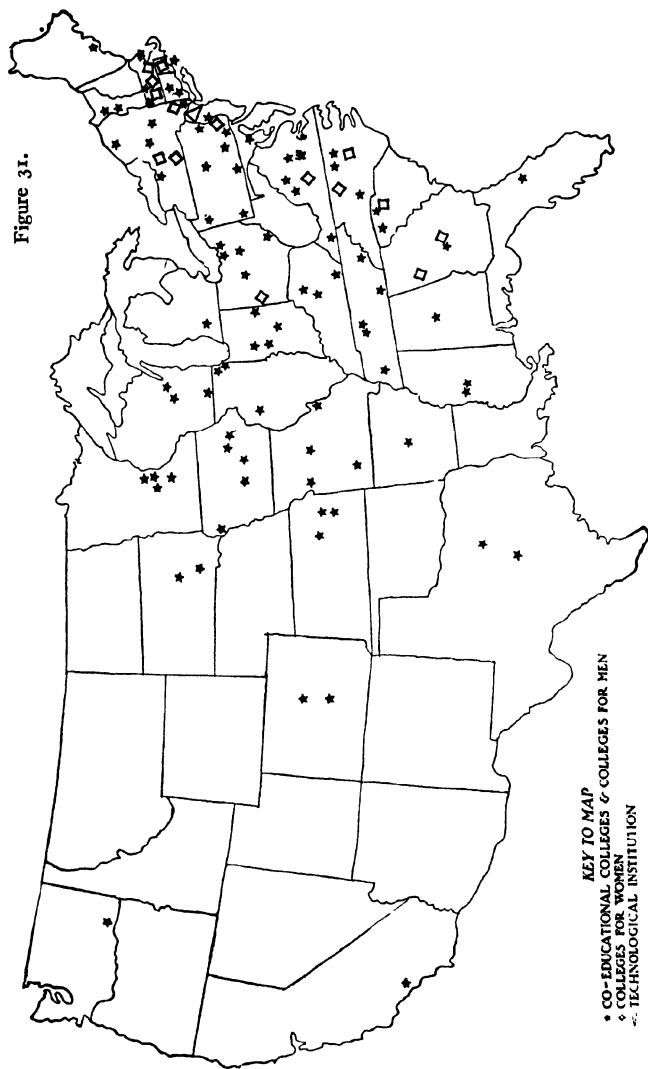 Figure 31.
KEY TO MAP
★ CO-EDUCATIONAL COLLEGES & COLLEGES FOR MEN
◇ COLLEGES FOR WOMEN
< TECHNOLOGICAL INSTITUTION